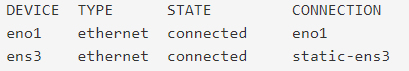 DEVICE  TYPE      STATE         CONNECTION
eno1    ethernet  connected     eno1
ens3    ethernet  connected     static-ens3